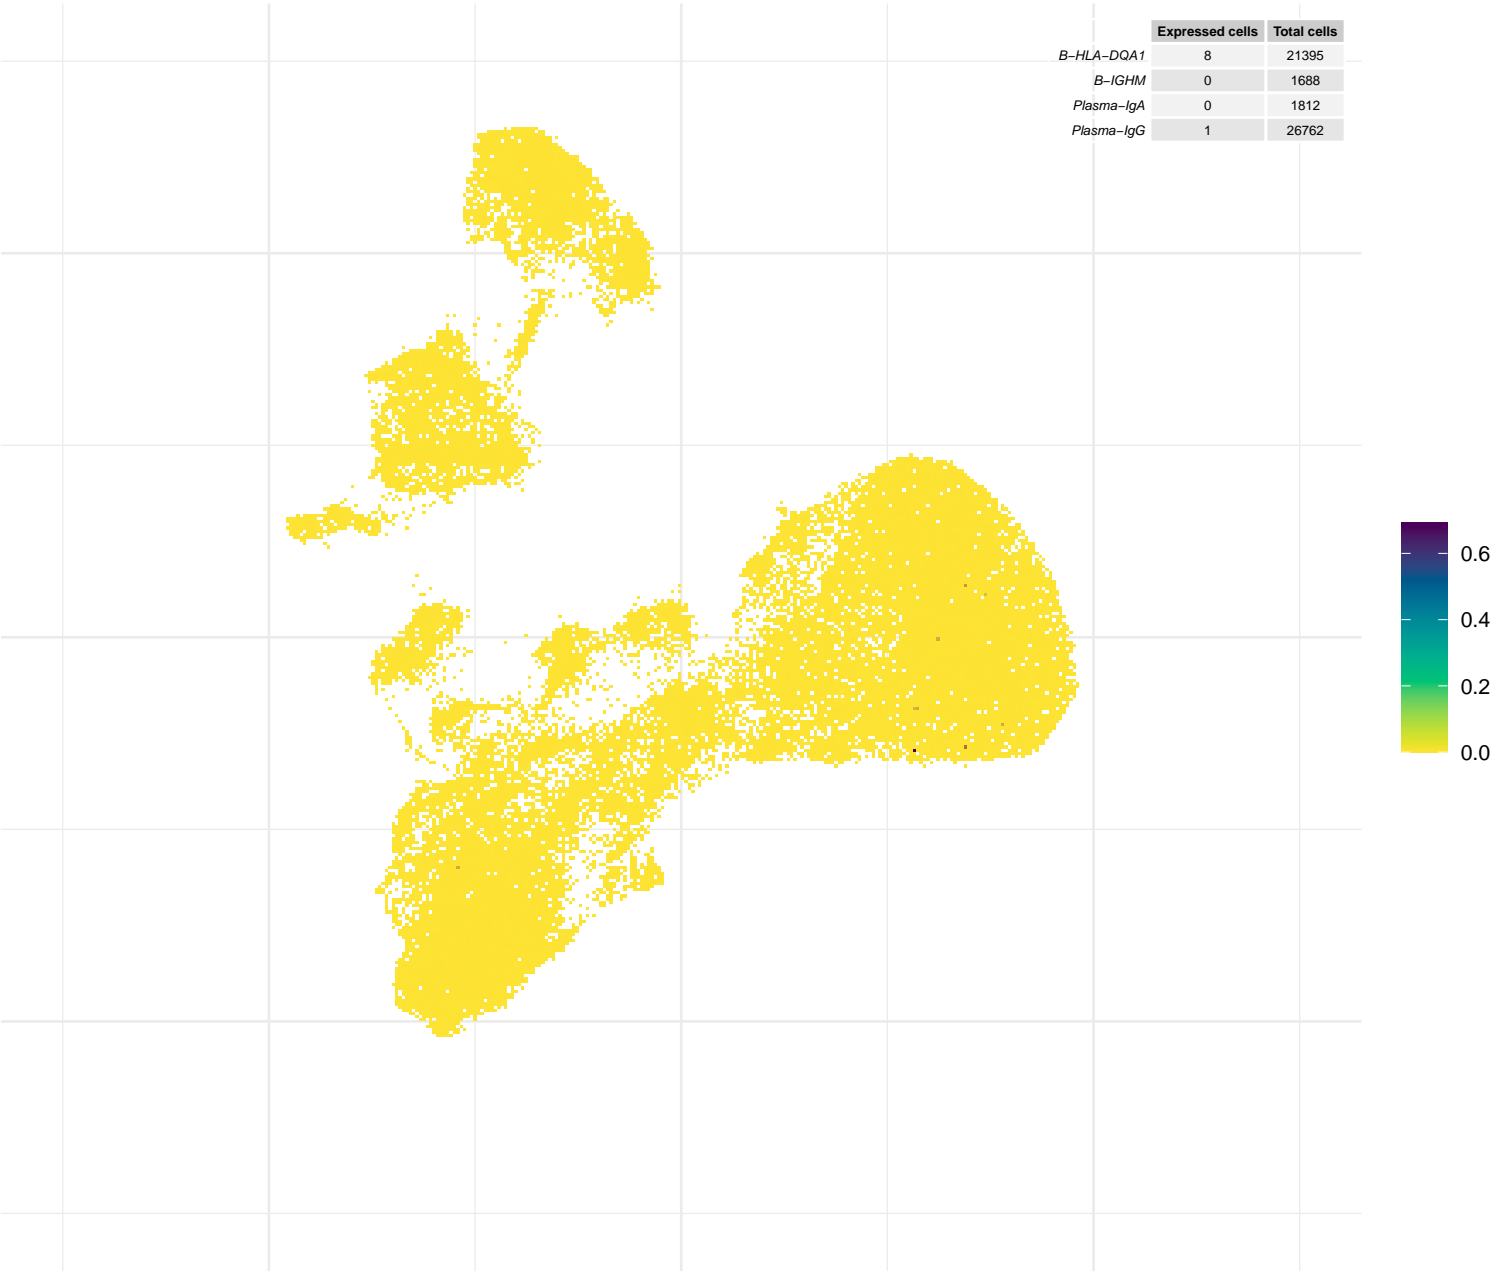 Expressed cells Total cells
B−HLA−DQA1 8 21395
B−IGHM 0 1688
Plasma−IgA 0 1812
Plasma−IgG 1 26762
0.6
0.4
0.2
0.0